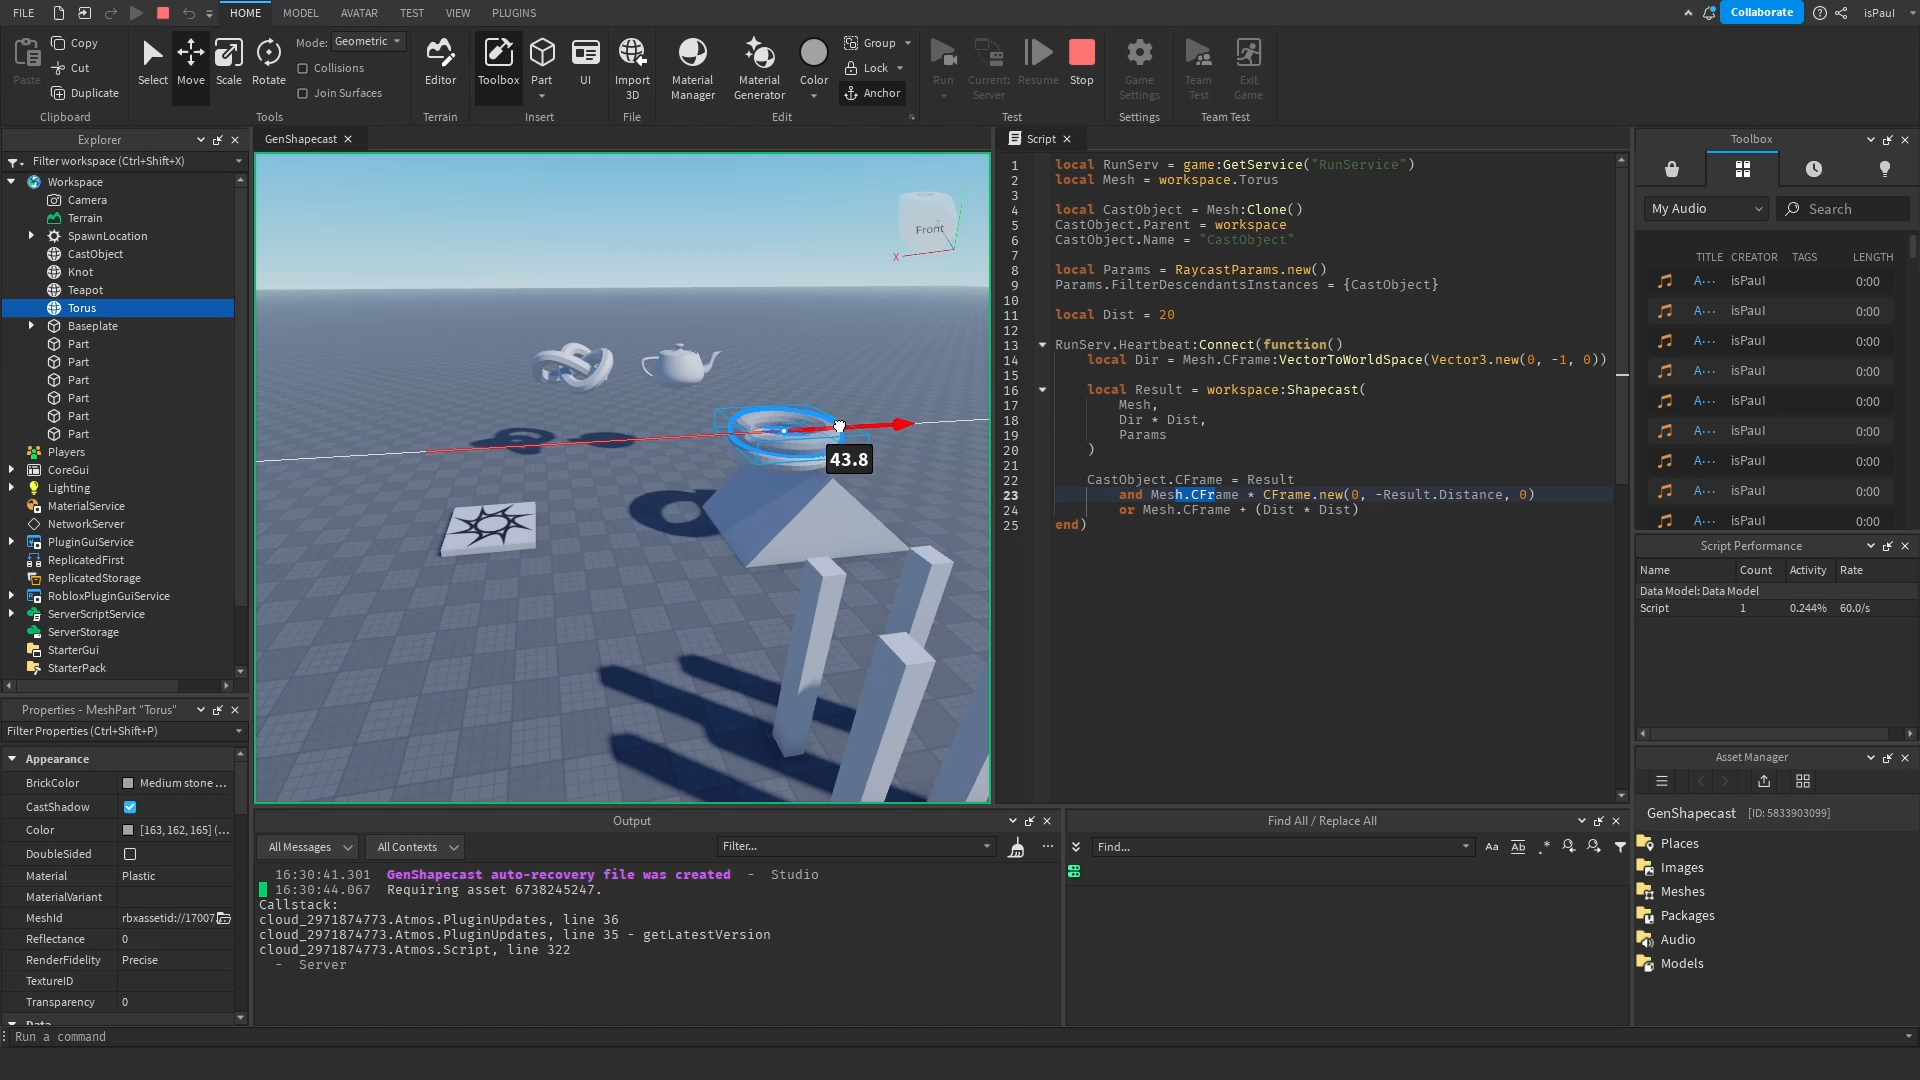 FILE
HOME
MODEL
AVATAR
TEST
VIEW
PLUGINS
Collaborate
isPaul
Paste
Copy
Cut
Duplicate
Clipboard
Select
Move
Scale
Rotate
Mode: Geometric
Collisions
Join Surfaces
Tools
Editor
Terrain
Toolbox
Part
UI
Insert
Import
3D
File
Material
Manager
Material
Generator
Color
Group
Lock
Anchor
Edit
Run
Current:
Server
Resume
Stop
Test
Game
Settings
Settings
Team
Test
Exit
Game
Team Test
Explorer
Filter workspace (Ctrl+Shift+X)
Workspace
Camera
Terrain
SpawnLocation
CastObject
Knot
Teapot
Torus
Baseplate
Part
Part
Part
Part
Part
Part
Players
CoreGui
Lighting
MaterialService
NetworkServer
PluginGuiService
ReplicatedFirst
ReplicatedStorage
RobloxPluginGuiService
ServerScriptService
ServerStorage
StarterGui
StarterPack
Properties - MeshPart "Torus"
Filter Properties (Ctrl+Shift+P)
Appearance
BrickColor Medium stone ...
CastShadow
Color [163, 162, 165] (...
DoubleSided
Material Plastic
MaterialVariant
MeshId rbxassetid://17007
Reflectance 0
RenderFidelity Precise
TextureID
Transparency 0
Data
GenShapecast
Front
X
43.8
Script
1 local RunServ = game:GetService("RunService")
2 local Mesh = workspace.Torus
3
4 local CastObject = Mesh:Clone()
5 CastObject.Parent = workspace
6 CastObject.Name = "CastObject"
7
8 local Params = RaycastParams.new()
9 Params.FilterDescendantsInstances = {CastObject}
10
11 local Dist = 20
12
13 RunServ.Heartbeat:Connect(function()
14 local Dir = Mesh.CFrame:VectorToWorldSpace(Vector3.new(0, -1, 0))
15
16 local Result = workspace:Shapecast(
17 Mesh,
18 Dir * Dist,
19 Params
20 )
21
22 CastObject.CFrame = Result
23 and Mesh.CFrame * CFrame.new(0, -Result.Distance, 0)
24 or Mesh.CFrame + (Dist * Dist)
25 end)
Output
All Messages
All Contexts
Filter...
16:30:41.301 GenShapecast auto-recovery file was created - Studio
16:30:44.067 Requiring asset 6738245247.
Callstack:
cloud_2971874773.Atmos.PluginUpdates, line 36
cloud_2971874773.Atmos.PluginUpdates, line 35 - getLatestVersion
cloud_2971874773.Atmos.Script, line 322
- Server
Find All / Replace All
Find...
Aa
Ab
.*
Toolbox
My Audio
Search
TITLE CREATOR TAGS LENGTH
A... isPaul 0:00
A... isPaul 0:00
A... isPaul 0:00
A... isPaul 0:00
A... isPaul 0:00
A... isPaul 0:00
A... isPaul 0:00
A... isPaul 0:00
A... isPaul 0:00
Script Performance
Name Count Activity Rate
Data Model: Data Model
Script 1 0.244% 60.0/s
Asset Manager
GenShapecast [ID: 5833903099]
Places
Images
Meshes
Packages
Audio
Models
Run a command